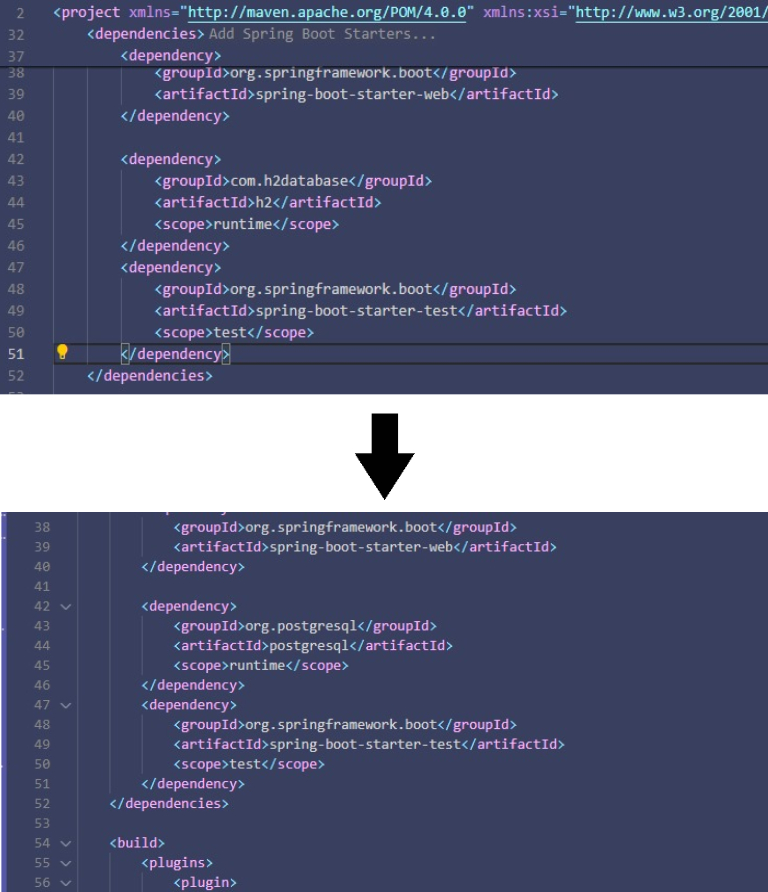 2 <project xmlns="http://maven.apache.org/POM/4.0.0" xmlns:xsi="http://www.w3.org/2001/
32 <dependencies> Add Spring Boot Starters...
37 <dependency>
38 <groupId>org.springframework.boot</groupId>
39 <artifactId>spring-boot-starter-web</artifactId>
40 </dependency>
41
42 <dependency>
43 <groupId>com.h2database</groupId>
44 <artifactId>h2</artifactId>
45 <scope>runtime</scope>
46 </dependency>
47 <dependency>
48 <groupId>org.springframework.boot</groupId>
49 <artifactId>spring-boot-starter-test</artifactId>
50 <scope>test</scope>
51 </dependency>
52 </dependencies>
38 <groupId>org.springframework.boot</groupId>
39 <artifactId>spring-boot-starter-web</artifactId>
40 </dependency>
41
42 <dependency>
43 <groupId>org.postgresql</groupId>
44 <artifactId>postgresql</artifactId>
45 <scope>runtime</scope>
46 </dependency>
47 <dependency>
48 <groupId>org.springframework.boot</groupId>
49 <artifactId>spring-boot-starter-test</artifactId>
50 <scope>test</scope>
51 </dependency>
52 </dependencies>
53
54 <build>
55 <plugins>
56 <plugin>